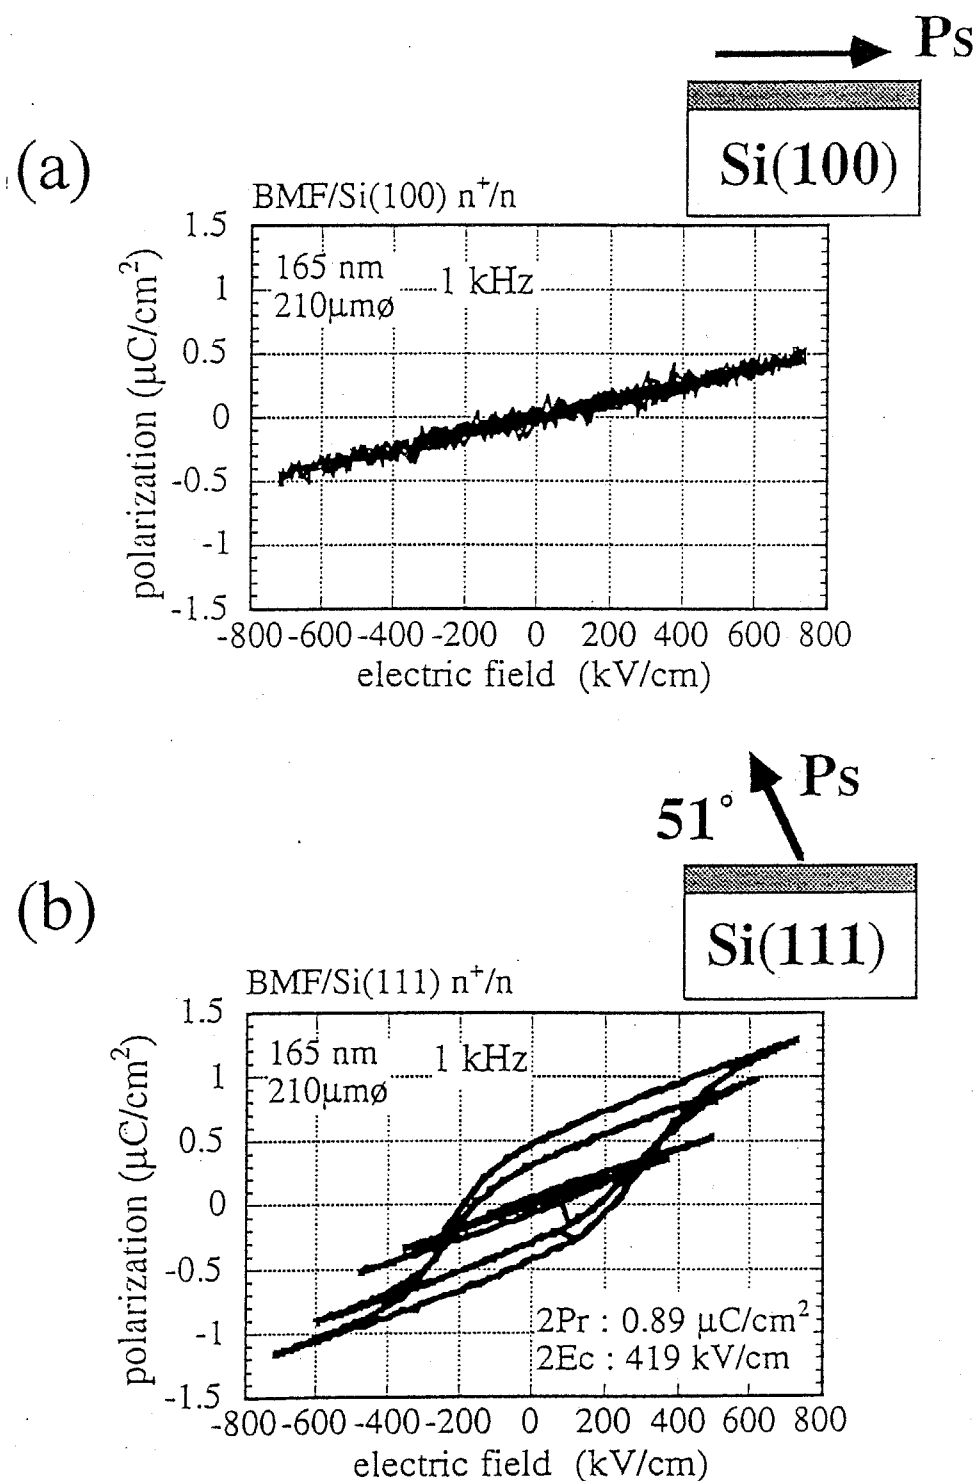 Ps
Si(100)
(a)
BMF/Si(100) n⁺/n
165 nm
210μmø
1 kHz
polarization (μC/cm²)
1.5
1
0.5
0
-0.5
-1
-1.5
-800 -600 -400 -200 0 200 400 600 800
electric field (kV/cm)
Ps
51°
Si(111)
(b)
BMF/Si(111) n⁺/n
165 nm
210μmø
1 kHz
polarization (μC/cm²)
1.5
1
0.5
0
-0.5
-1
-1.5
2Pr : 0.89 μC/cm²
2Ec : 419 kV/cm
-800 -600 -400 -200 0 200 400 600 800
electric field (kV/cm)